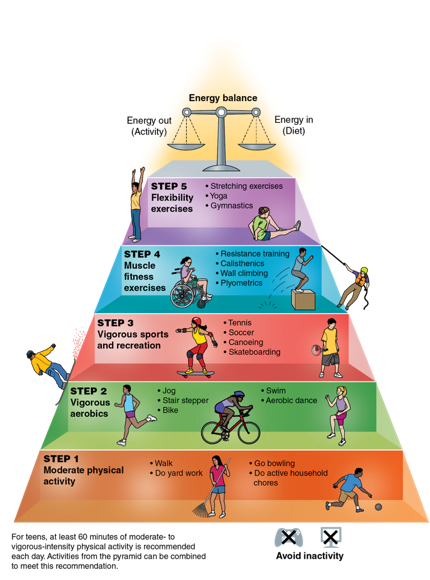 Energy balance
Energy out
(Activity)
Energy in
(Diet)
STEP 5
Flexibility
exercises
• Stretching exercises
• Yoga
• Gymnastics
STEP 4
Muscle
fitness
exercises
• Resistance training
• Calisthenics
• Wall climbing
• Plyometrics
STEP 3
Vigorous sports
and recreation
• Tennis
• Soccer
• Canoeing
• Skateboarding
STEP 2
Vigorous
aerobics
• Jog
• Stair stepper
• Bike
• Swim
• Aerobic dance
STEP 1
Moderate physical
activity
• Walk
• Do yard work
• Go bowling
• Do active household
chores
For teens, at least 60 minutes of moderate- to
vigorous-intensity physical activity is recommended
each day. Activities from the pyramid can be combined
to meet this recommendation.
Avoid inactivity